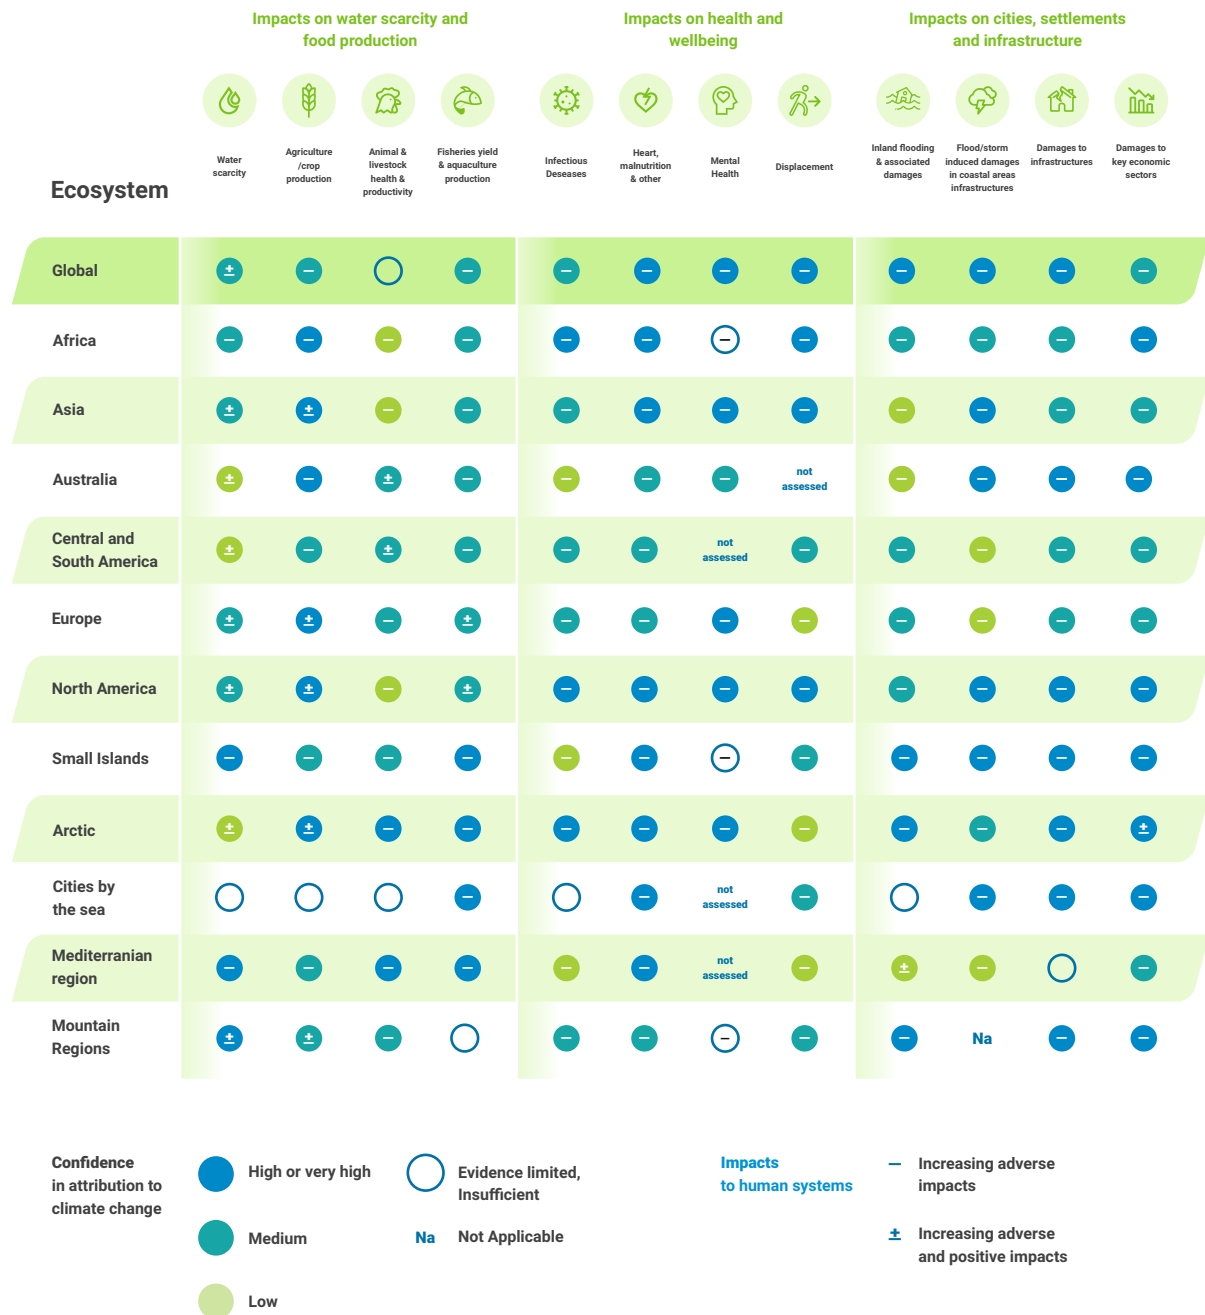 Impacts on water scarcity and
food production
Impacts on health and
wellbeing
Impacts on cities, settlements
and infrastructure
Ecosystem
Water
scarcity
Agriculture
/crop
production
Animal &
livestock
health &
productivity
Fisheries yield
& aquaculture
production
Infectious
Deseases
Heart,
malnutrition
& other
Mental
Health
Displacement
Inland flooding
& associated
damages
Flood/storm
induced damages
in coastal areas
infrastructures
Damages to
infrastructures
Damages to
key economic
sectors
Global
± − − − − − − − − − −
Africa
− − − − − − − − − − − −
Asia
± ± − − − − − − − − − −
Australia
± − ± − − − − not
assessed − − − −
Central and
South America
± − ± − − − not
assessed − − − − −
Europe
± ± − ± − − − − − − − −
North America
± ± − ± − − − − − − − −
Small Islands
− − − − − − − − − − − −
Arctic
± ± − − − − − − − − − ±
Cities by
the sea
− − not
assessed − − − −
Mediterranian
region
− − − − − − not
assessed − ± − −
Mountain
Regions
± ± − − − − − − Na − −
Confidence
in attribution to
climate change
High or very high
Medium
Low
Evidence limited,
Insufficient
Na Not Applicable
Impacts
to human systems
− Increasing adverse
impacts
± Increasing adverse
and positive impacts